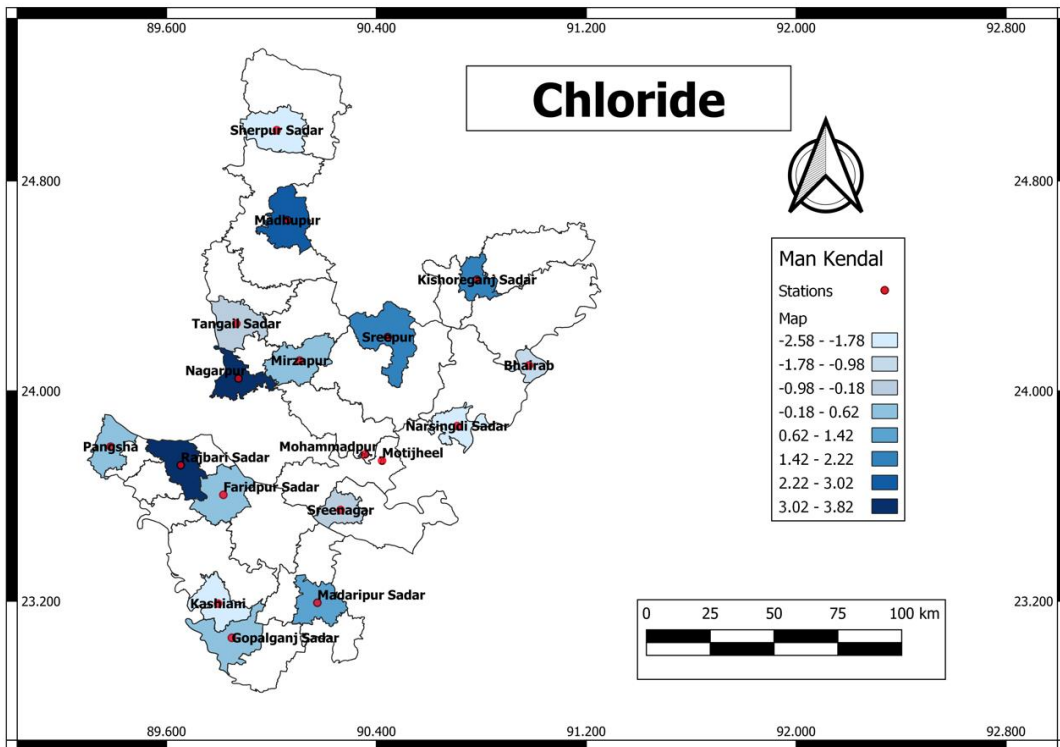 89.600 90.400 91.200 92.000 92.800
Chloride
Sherpur Sadar
24.800 24.800
Madhupur
Kishoreganj Sadar
Man Kendal
Stations
Map
-2.58 - -1.78
-1.78 - -0.98
-0.98 - -0.18
-0.18 - 0.62
0.62 - 1.42
1.42 - 2.22
2.22 - 3.02
3.02 - 3.82
Tangail Sadar
Sreepur
Mirzapur
Bhairab
Nagarpur
24.000 24.000
Narsingdi Sadar
Pangsha
Mohammadpur
Motijheel
Rajbari Sadar
Faridpur Sadar
Sreenagar
Kashiani
Madaripur Sadar
23.200 23.200
Gopalganj Sadar
0 25 50 75 100 km
89.600 90.400 91.200 92.000 92.800